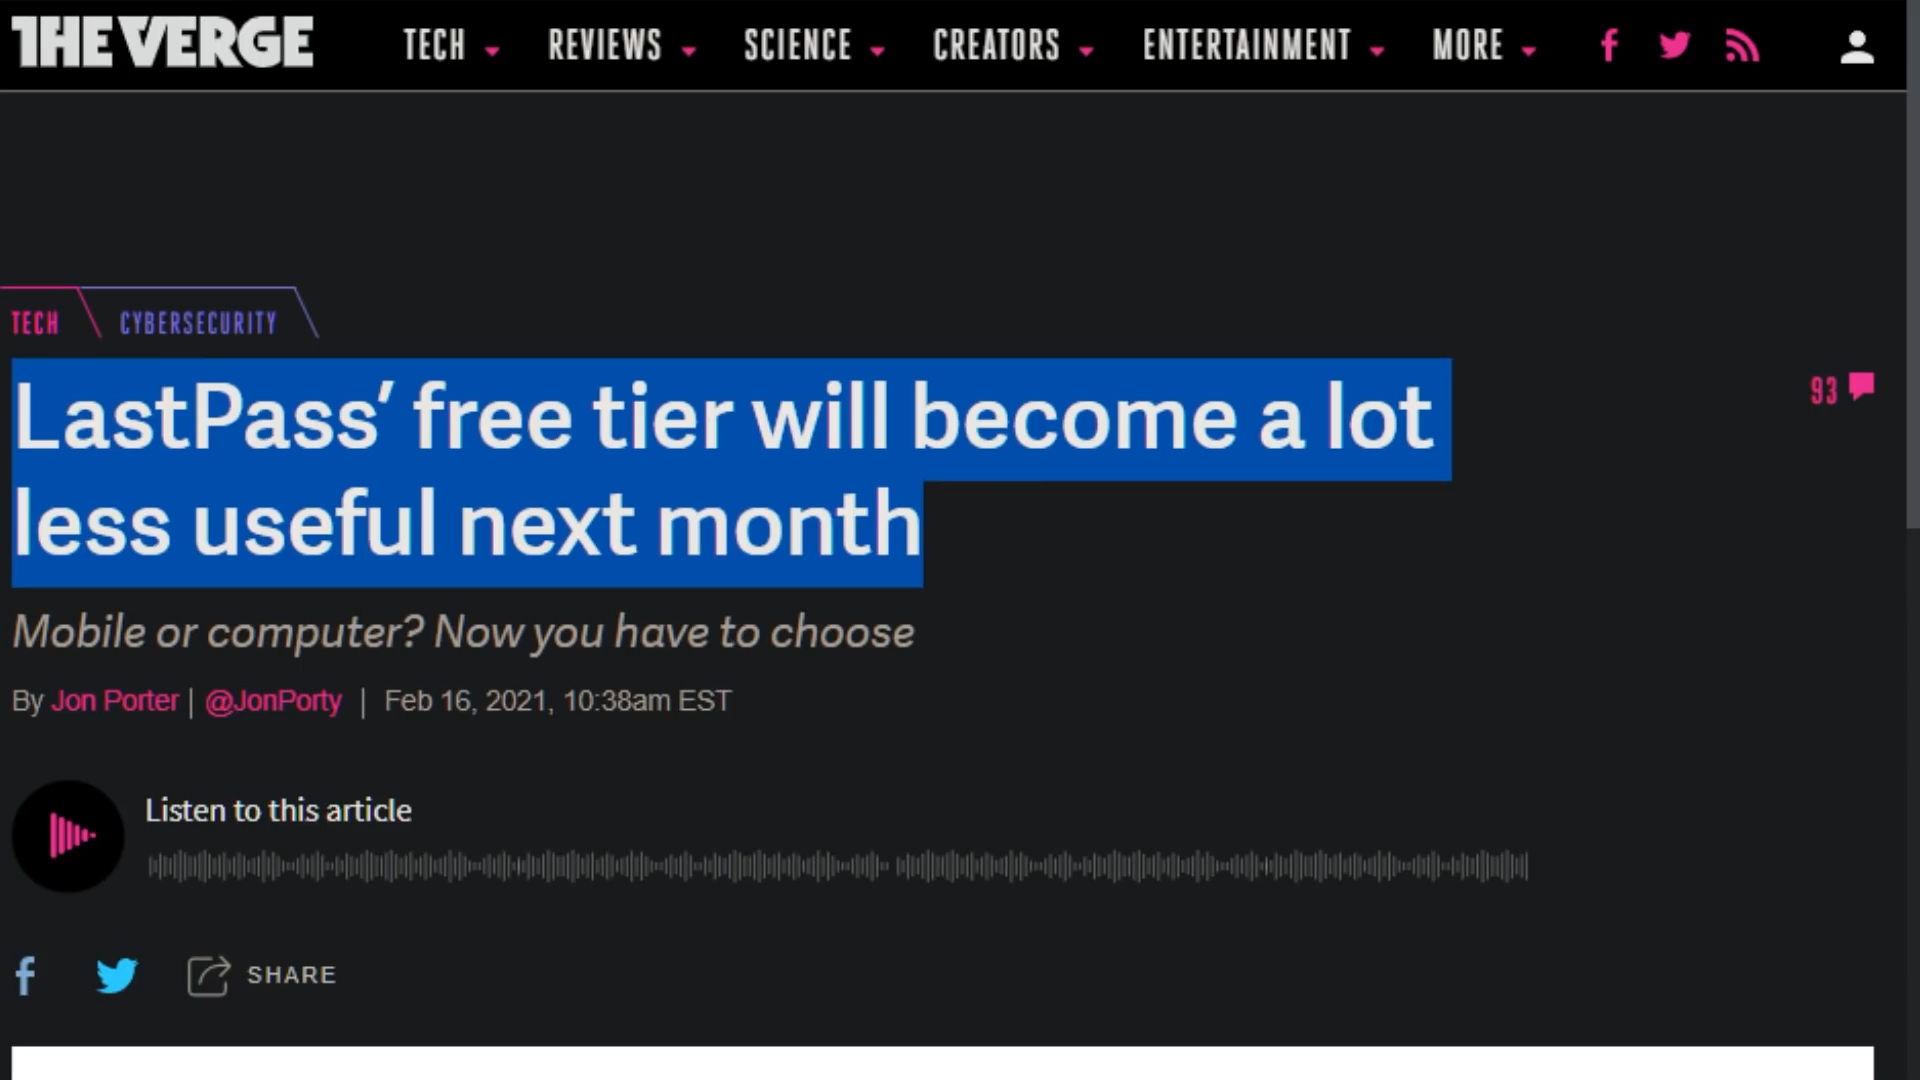 THE VERGE TECH REVIEWS SCIENCE CREATORS ENTERTAINMENT MORE
TECH CYBERSECURITY
LastPass’ free tier will become a lot
less useful next month
93
Mobile or computer? Now you have to choose
By Jon Porter | @JonPorty | Feb 16, 2021, 10:38am EST
Listen to this article
SHARE